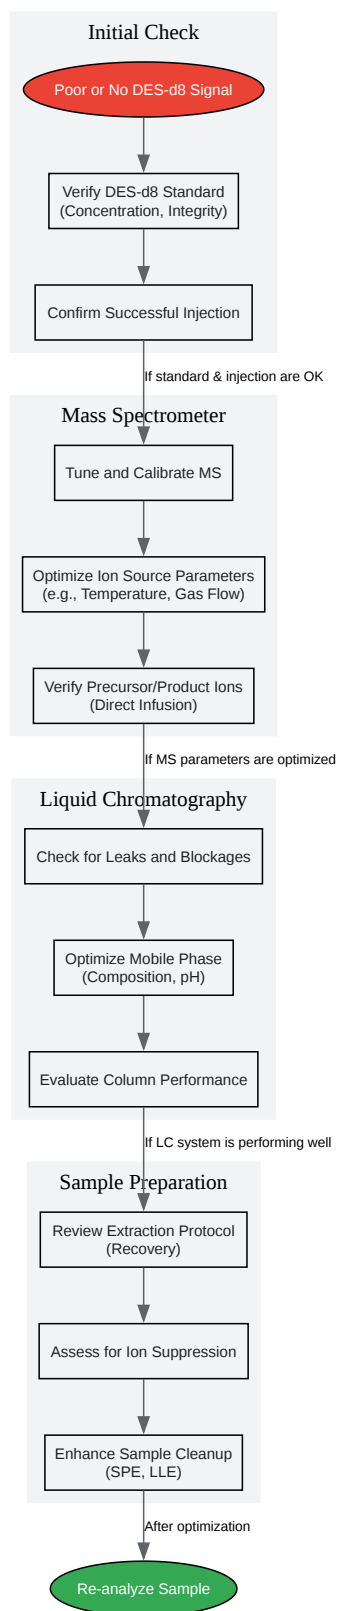 Initial Check
Poor or No DES-d8 Signal
Verify DES-d8 Standard
(Concentration, Integrity)
Confirm Successful Injection
If standard & injection are OK
Mass Spectrometer
Tune and Calibrate MS
Optimize Ion Source Parameters
(e.g., Temperature, Gas Flow)
Verify Precursor/Product Ions
(Direct Infusion)
If MS parameters are optimized
Liquid Chromatography
Check for Leaks and Blockages
Optimize Mobile Phase
(Composition, pH)
Evaluate Column Performance
If LC system is performing well
Sample Preparation
Review Extraction Protocol
(Recovery)
Assess for Ion Suppression
Enhance Sample Cleanup
(SPE, LLE)
After optimization
Re-analyze Sample